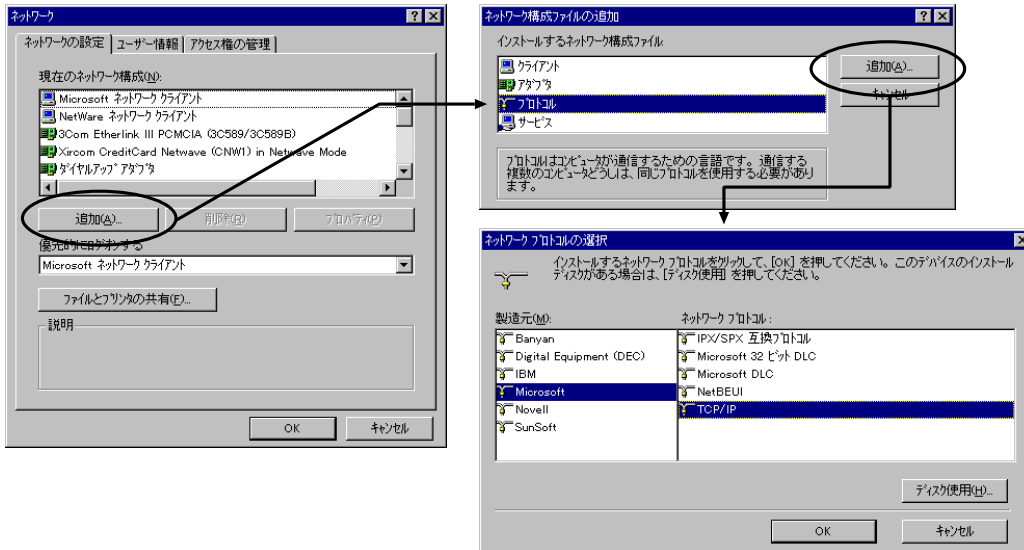 ネットワーク
ネットワークの設定
ユーザー情報
アクセス権の管理
現在のネットワーク構成(N):
Microsoft ネットワーク クライアント
NetWare ネットワーク クライアント
3Com Etherlink III PCMCIA (3C589/3C589B)
Xircom CreditCard Netwave (CNW1) in Netwave Mode
ダイヤルアップ アダプタ
追加(A)...
削除(R)
プロパティ(P)
優先的にログオンする
Microsoft ネットワーク クライアント
ファイルとプリンタの共有(F)...
説明
OK
キャンセル
ネットワーク構成ファイルの追加
インストールするネットワーク構成ファイル:
クライアント
アダプタ
プロトコル
サービス
追加(A)...
キャンセル
プロトコルはコンピュータが通信するための言語です。通信する
複数のコンピュータどうしは、同じプロトコルを使用する必要があり
ます。
ネットワーク プロトコルの選択
インストールするネットワーク プロトコルをクリックして、[OK] を押してください。このデバイスのインストール
ディスクがある場合は、[ディスク使用] を押してください。
製造元(M):
Banyan
Digital Equipment (DEC)
IBM
Microsoft
Novell
SunSoft
ネットワーク プロトコル:
IPX/SPX 互換プロトコル
Microsoft 32 ビット DLC
Microsoft DLC
NetBEUI
TCP/IP
ディスク使用(H)...
OK
キャンセル